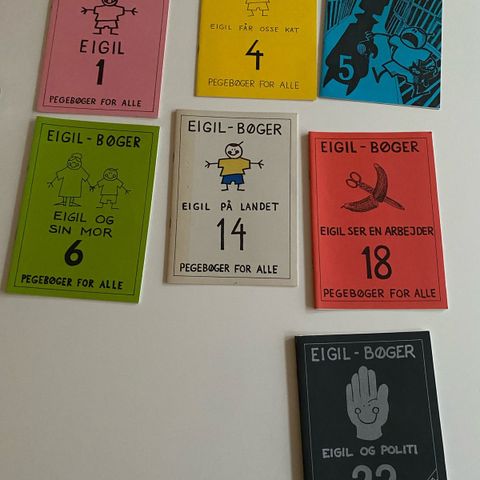 EIGIL
1
PEGEBØGER FOR ALLE
EIGIL FÅR OSSE KAT
4
PEGEBØGER FOR ALLE
5
EIGIL-BØGER
EIGIL OG
SIN MOR
6
PEGEBØGER FOR ALLE
EIGIL-BØGER
EIGIL PÅ LANDET
14
PEGEBØGER FOR ALLE
EIGIL-BØGER
EIGIL SER EN ARBEJDER
18
PEGEBØGER FOR ALLE
EIGIL-BØGER
EIGIL OG POLITI